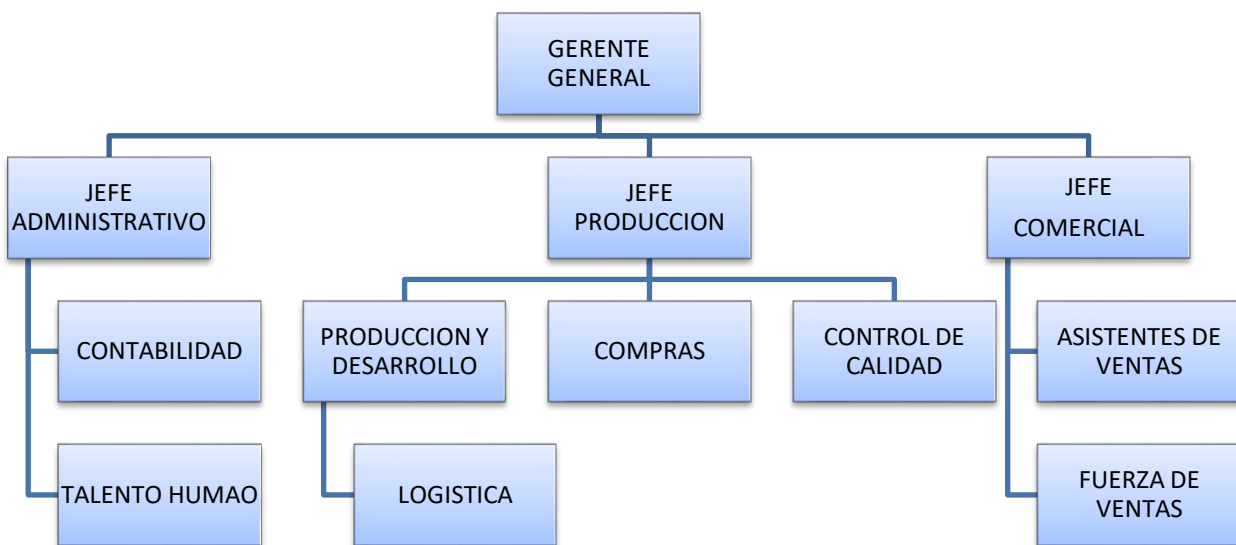 GERENTE
GENERAL
JEFE
ADMINISTRATIVO
JEFE
PRODUCCION
JEFE
COMERCIAL
CONTABILIDAD
PRODUCCION Y
DESARROLLO
COMPRAS
CONTROL DE
CALIDAD
ASISTENTES DE
VENTAS
TALENTO HUMAO
LOGISTICA
FUERZA DE
VENTAS